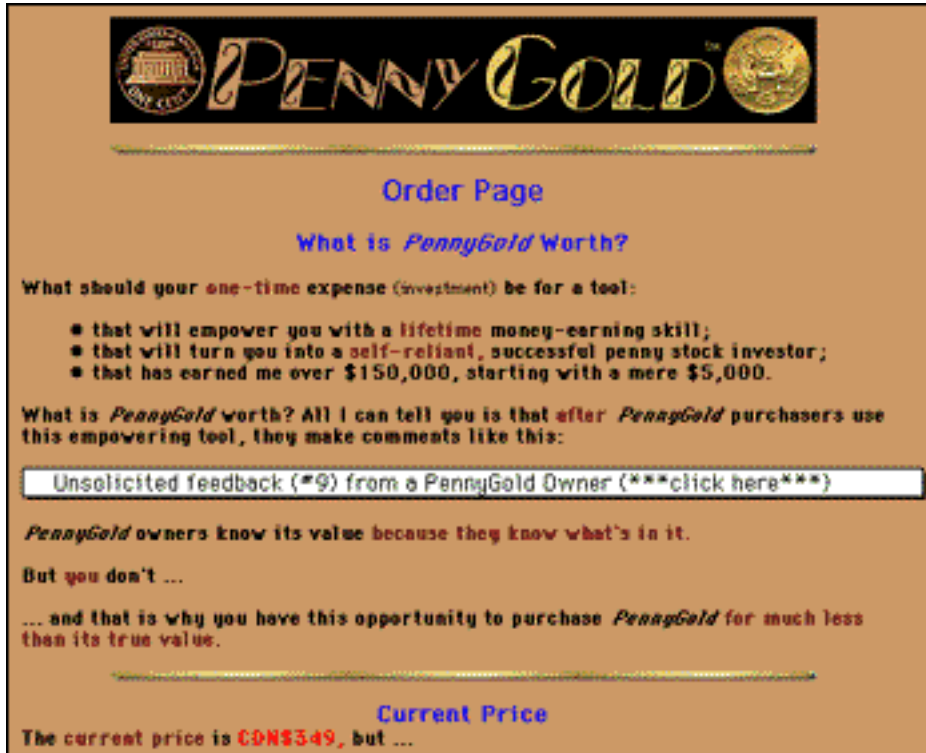 PENNYGOLD™
ONE CENT
Order Page
What is PennyGold Worth?
What should your one-time expense (investment) be for a tool:
● that will empower you with a lifetime money-earning skill;
● that will turn you into a self-reliant, successful penny stock investor;
● that has earned me over $150,000, starting with a mere $5,000.
What is PennyGold worth? All I can tell you is that after PennyGold purchasers use
this empowering tool, they make comments like this:
Unsolicited feedback (#9) from a PennyGold Owner (***click here***)
PennyGold owners know its value because they know what's in it.
But you don't ...
... and that is why you have this opportunity to purchase PennyGold for much less
than its true value.
Current Price
The current price is CDN$349, but ...